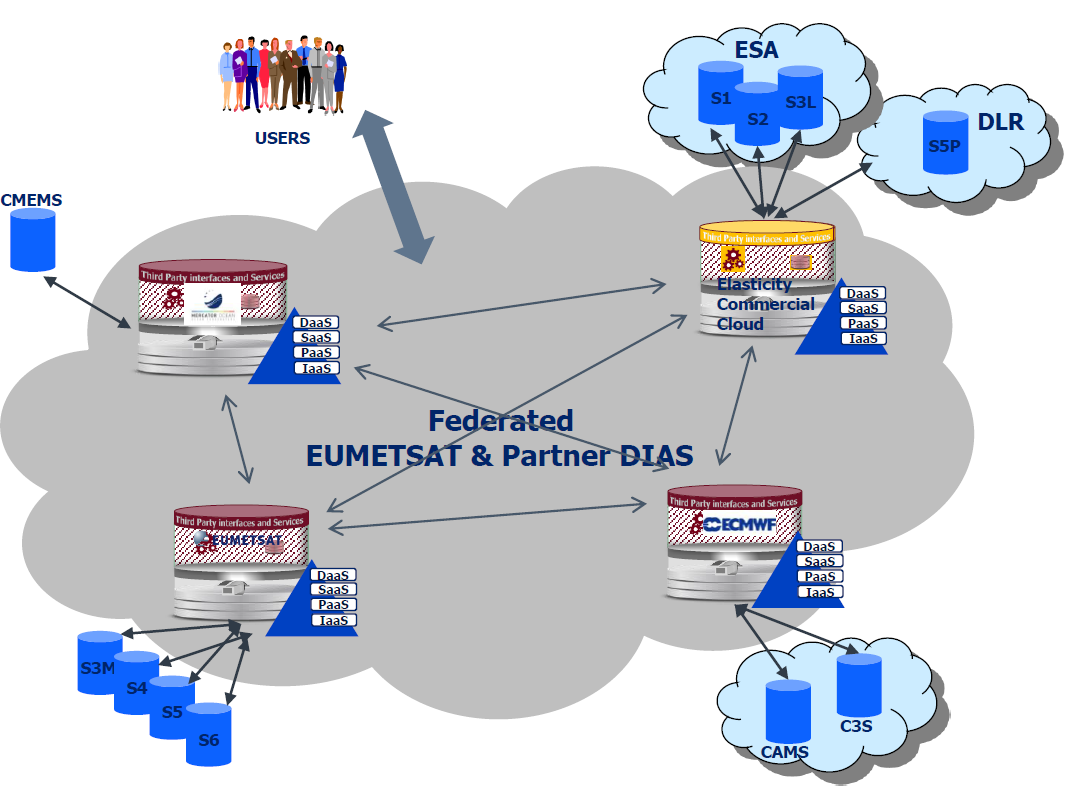 ESA
S1
S2
S3L
DLR
S5P
USERS
CMEMS
Third Party interfaces and Services
MERCATOR OCEAN
DaaS
SaaS
PaaS
IaaS
Third Party interfaces and Services
Elasticity
Commercial
Cloud
DaaS
SaaS
PaaS
IaaS
Federated
EUMETSAT & Partner DIAS
Third Party interfaces and Services
EUMETSAT
DaaS
SaaS
PaaS
IaaS
Third Party interfaces and Services
ECMWF
DaaS
SaaS
PaaS
IaaS
S3M
S4
S5
S6
CAMS
C3S